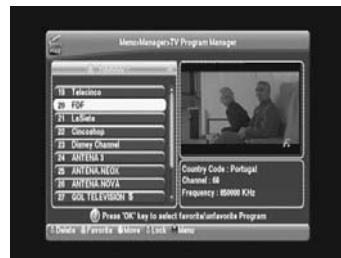 Menu>Manager>TV Program Manager
19 Telecinco
20 FDF
21 LaSiete
22 Cincoshop
23 Disney Channel
24 ANTENA 3
25 ANTENA.NEOX
26 ANTENA.NOVA
27 GOL TELEVISION $
Country Code : Portugal
Channel : 68
Frequency : 850000 KHz
Press 'OK' key to select favorite/unfavorite Program
Delete Favorite Move Lock Menu